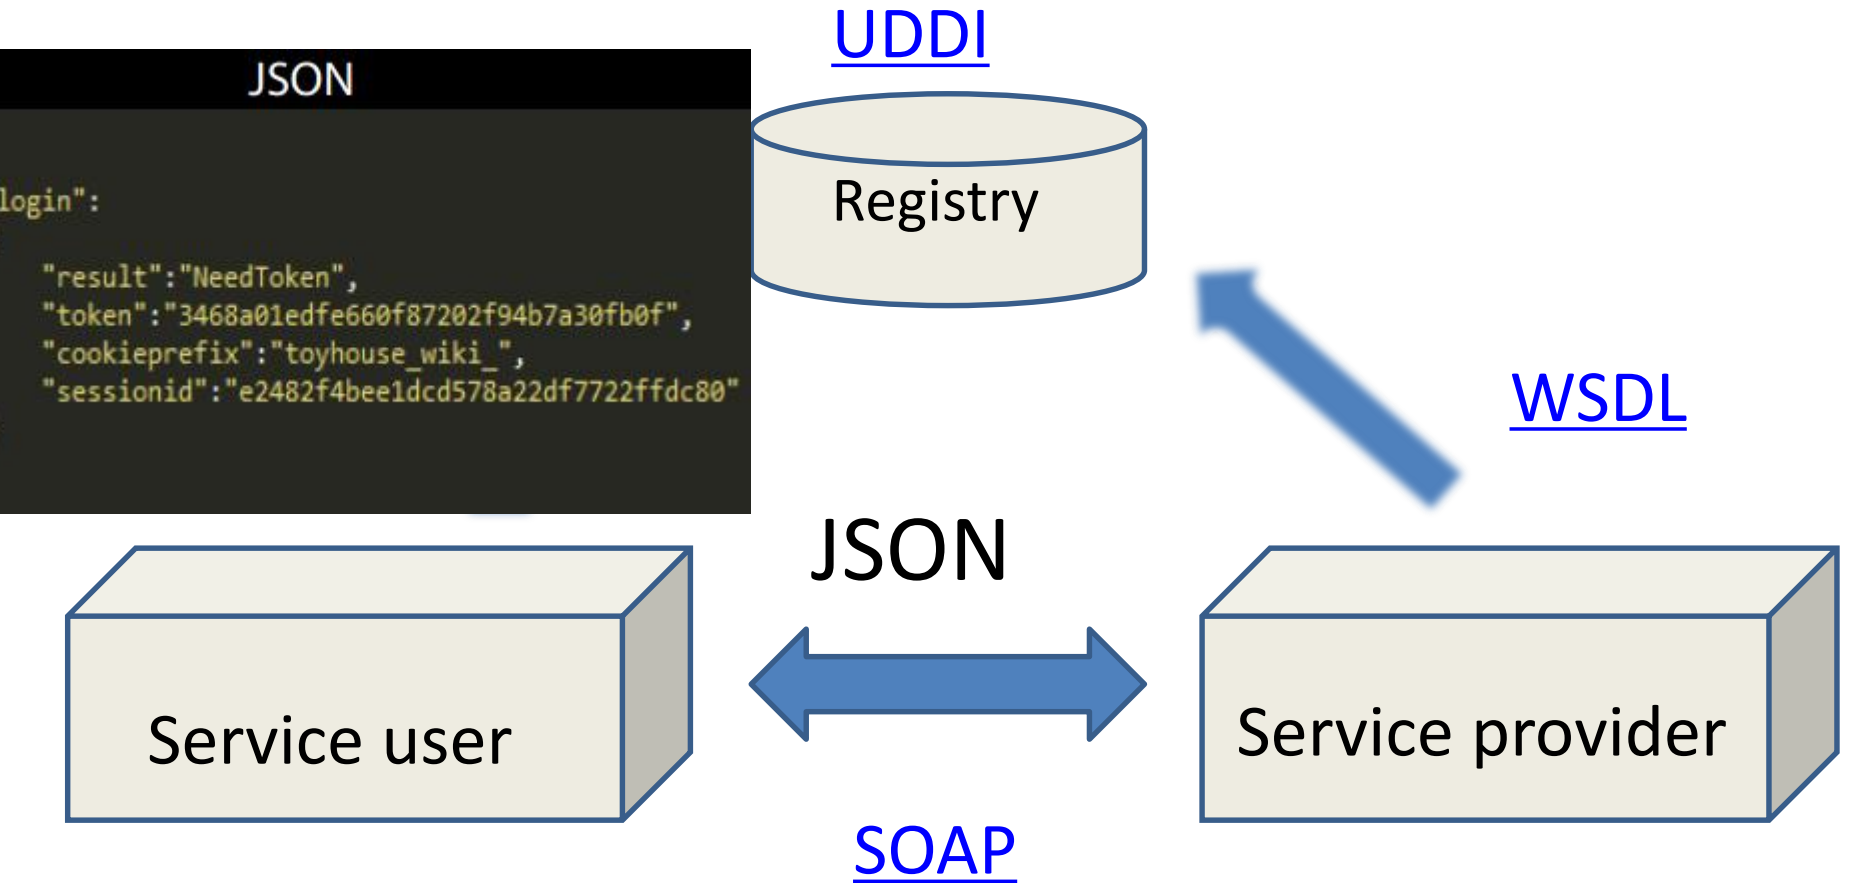 UDDI
JSON
login":
"result":"NeedToken",
"token":"3468a01edfe660f87202f94b7a30fb0f",
"cookieprefix":"toyhouse_wiki_",
"sessionid":"e2482f4bee1dcd578a22df7722ffdc80"
Registry
WSDL
JSON
Service user
Service provider
SOAP